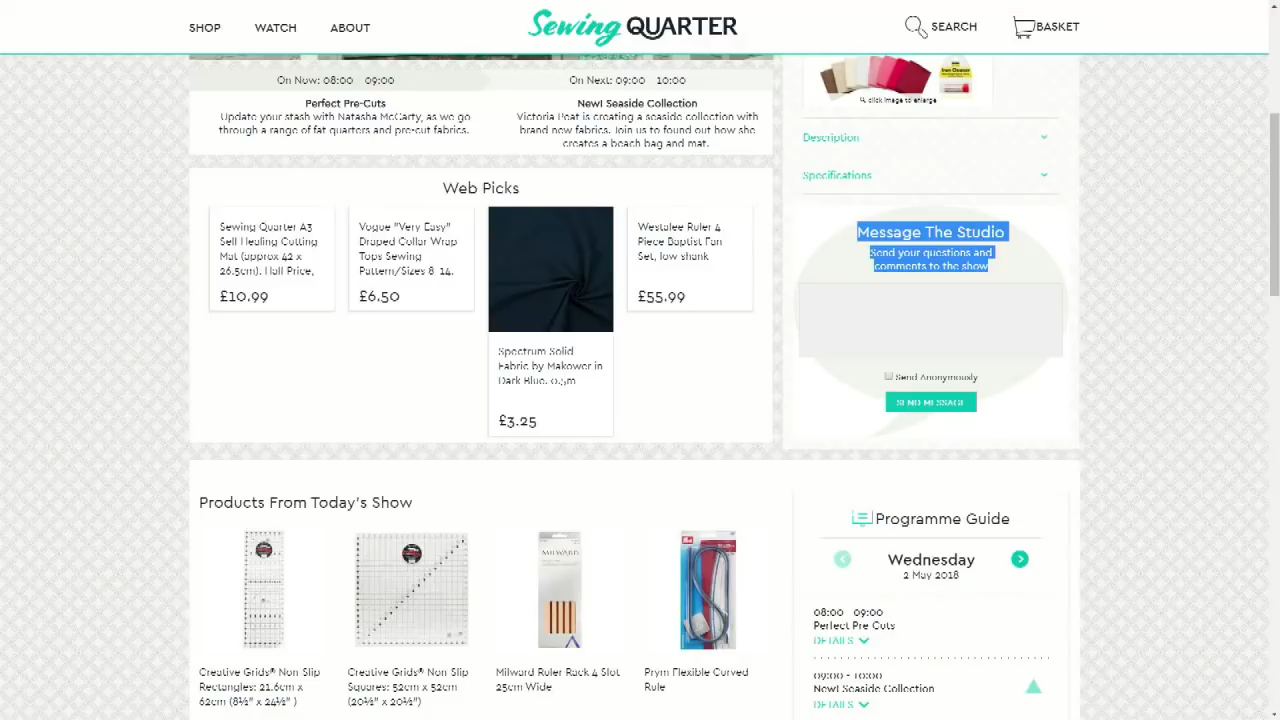 SHOP
WATCH
ABOUT
Sewing QUARTER
SEARCH
BASKET
On Now: 08:00 09:00
Perfect Pre-Cuts
Update your stash with Natasha McCarty, as we go
through a range of fat quarters and pre-cut fabrics.
On Next: 09:00 10:00
New! Seaside Collection
Victoria Peat is creating a seaside collection with
brand new fabrics. Join us to found out how she
creates a beach bag and mat.
click image to enlarge
Description
Specifications
Web Picks
Sewing Quarter A3
Self Healing Cutting
Mat (approx 42 x
26.5cm). Half Price,
£10.99
Vogue "Very Easy"
Draped Collar Wrap
Tops Sewing
Pattern/Sizes 8 14.
£6.50
Spectrum Solid
Fabric by Makower in
Dark Blue. 0.5m
£3.25
Westalee Ruler 4
Piece Baptist Fan
Set, low shank
£55.99
Message The Studio
Send your questions and
comments to the show
Send Anonymously
SEND MESSAGE
Products From Today's Show
Creative Grids® Non Slip
Rectangles: 21.6cm x
62cm (8½" x 24½" )
Creative Grids® Non Slip
Squares: 52cm x 52cm
(20½" x 20½")
MILWARD
Milward Ruler Rack 4 Slot
25cm Wide
Prym Flexible Curved
Rule
Programme Guide
Wednesday
2 May 2018
08:00 09:00
Perfect Pre Cuts
DETAILS
09:00 - 10:00
New! Seaside Collection
DETAILS